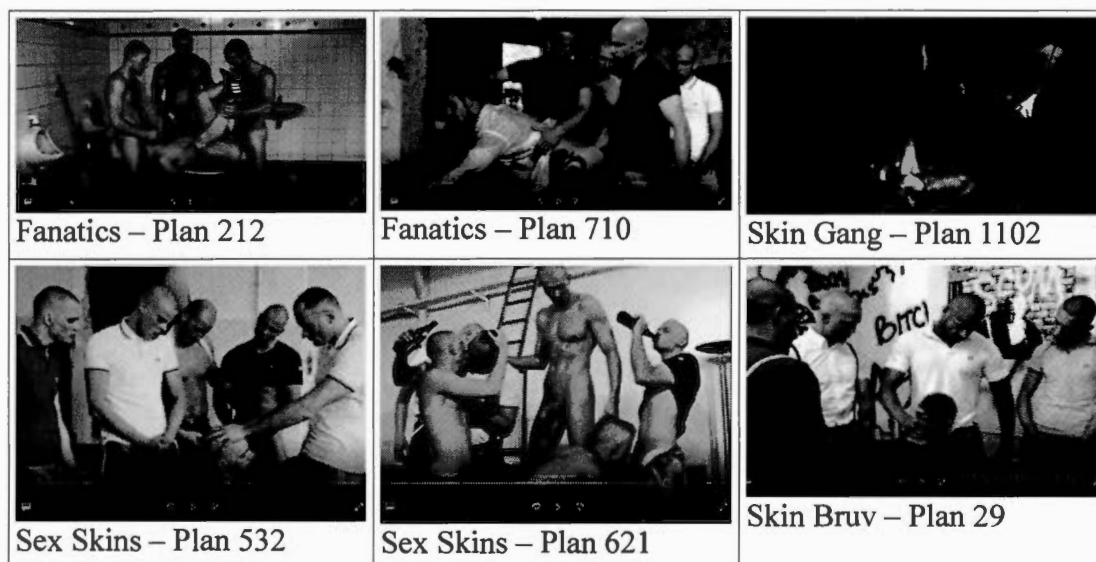 Fanatics – Plan 212
Fanatics – Plan 710
Skin Gang – Plan 1102
BITC
Sex Skins – Plan 532
Sex Skins – Plan 621
Skin Bruv – Plan 29